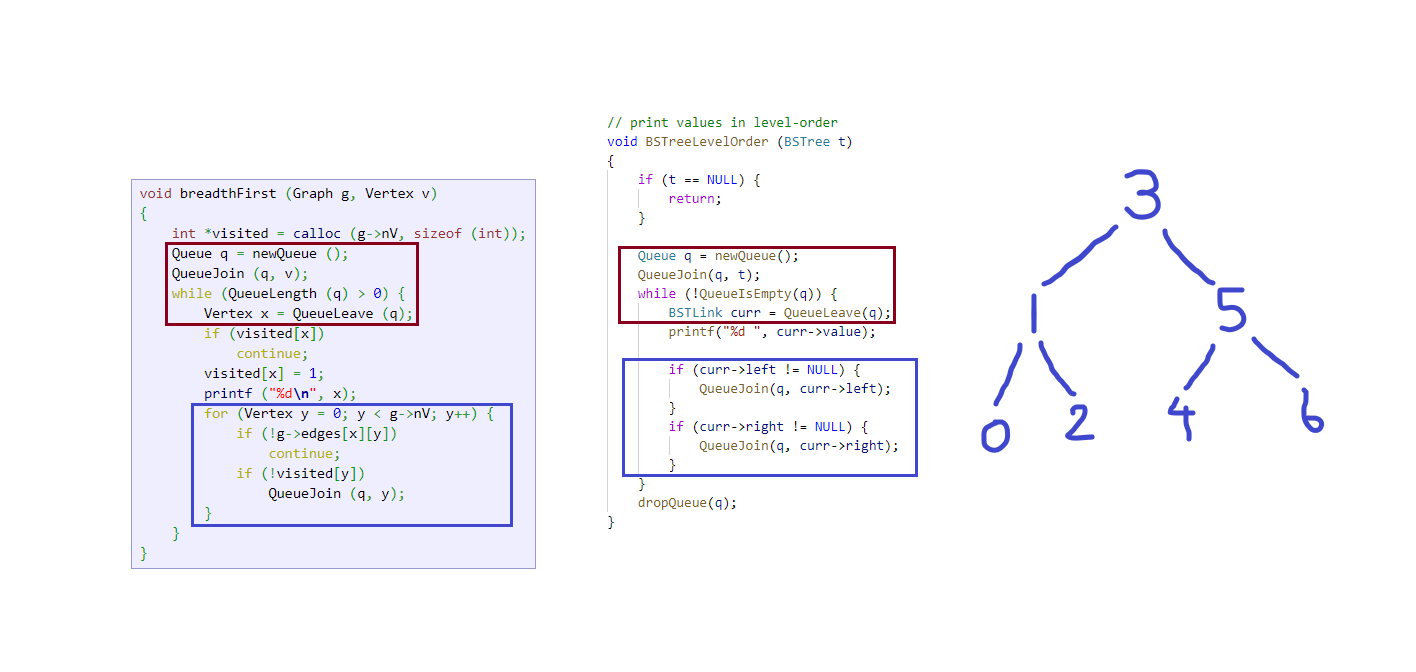 void breadthFirst (Graph g, Vertex v)
{
    int *visited = calloc (g->nV, sizeof (int));
    Queue q = newQueue ();
    QueueJoin (q, v);
    while (QueueLength (q) > 0) {
        Vertex x = QueueLeave (q);
        if (visited[x])
            continue;
        visited[x] = 1;
        printf ("%d\n", x);
        for (Vertex y = 0; y < g->nV; y++) {
            if (!g->edges[x][y])
                continue;
            if (!visited[y])
                QueueJoin (q, y);
        }
    }
}
// print values in level-order
void BSTreeLevelOrder (BSTree t)
{
    if (t == NULL) {
        return;
    }
    Queue q = newQueue();
    QueueJoin(q, t);
    while (!QueueIsEmpty(q)) {
        BSTLink curr = QueueLeave(q);
        printf("%d ", curr->value);
        if (curr->left != NULL) {
            QueueJoin(q, curr->left);
        }
        if (curr->right != NULL) {
            QueueJoin(q, curr->right);
        }
    }
    dropQueue(q);
}
3
1 5
0 2 4 6